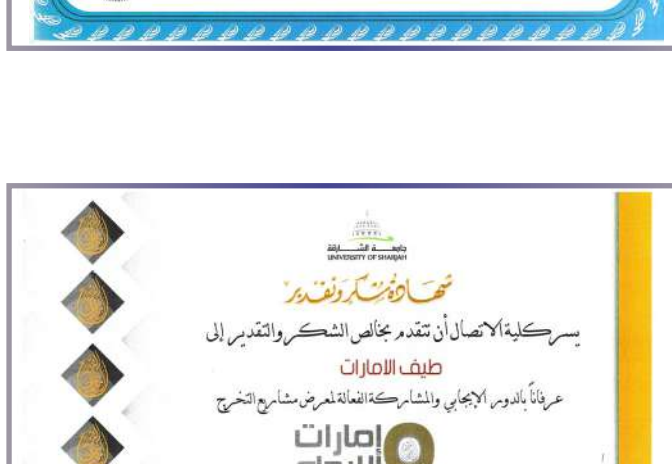 جامعة الشارقة
UNIVERSITY OF SHARJAH
شهادة شكر وتقدير
يسر كلية الاتصال أن تتقدم بخالص الشكر والتقدير إلى
طيف الامارات
عرفاناً بالدور الإيجابي والمشاركة الفعالة لمعرض مشاريع التخرج
إمارات